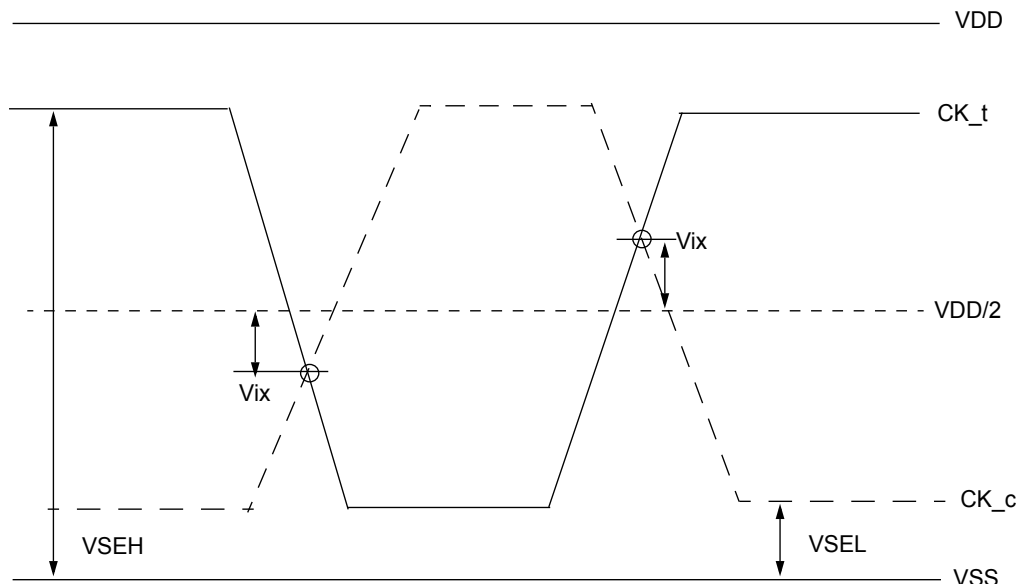 VDD
CK_t
Vix
VDD/2
Vix
CK_c
VSEH
VSEL
VSS